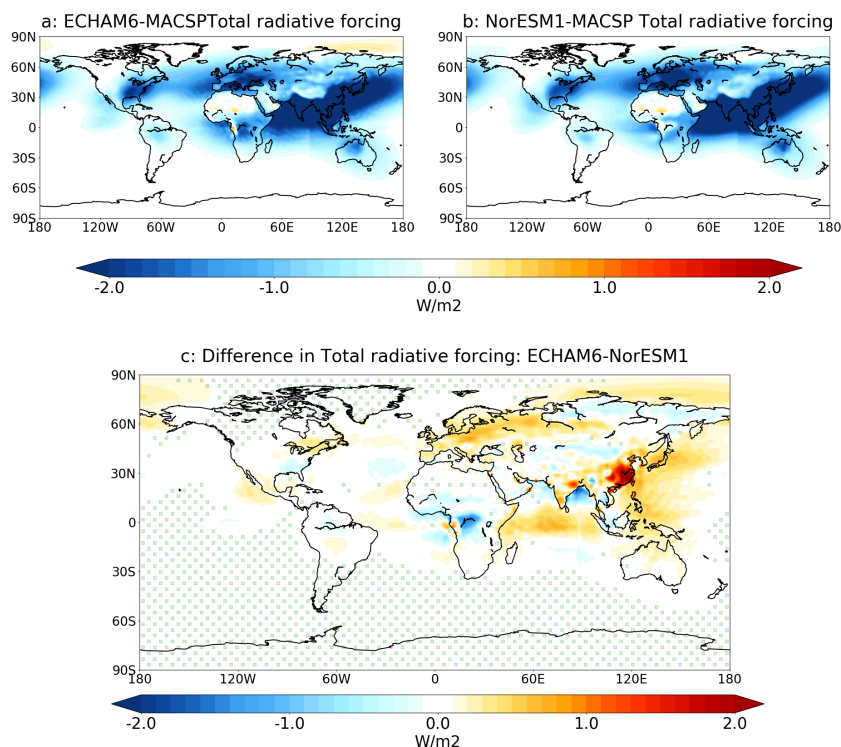 a: ECHAM6-MACSPTotal radiative forcing
b: NorESM1-MACSP Total radiative forcing
90N
60N
30N
0
30S
60S
90S
180
120W
60W
0
60E
120E
180
90N
60N
30N
0
30S
60S
90S
180
120W
60W
0
60E
120E
180
-2.0
-1.0
0.0
1.0
2.0
W/m2
c: Difference in Total radiative forcing: ECHAM6-NorESM1
90N
60N
30N
0
30S
60S
90S
180
120W
60W
0
60E
120E
180
-2.0
-1.0
0.0
1.0
2.0
W/m2